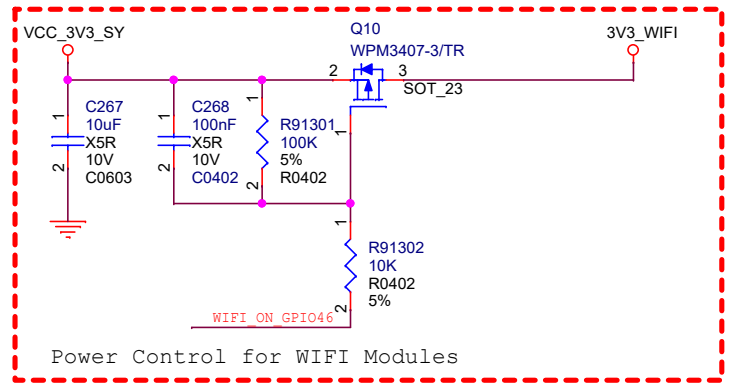 VCC_3V3_SY
Q10
WPM3407-3/TR
3V3_WIFI
2
3
SOT_23
1
C267
10uF
X5R
10V
C0603
2
1
C268
100nF
X5R
10V
C0402
2
1
R91301
100K
5%
R0402
2
1
1
R91302
10K
R0402
5%
2
WIFI_ON_GPIO46
Power Control for WIFI Modules